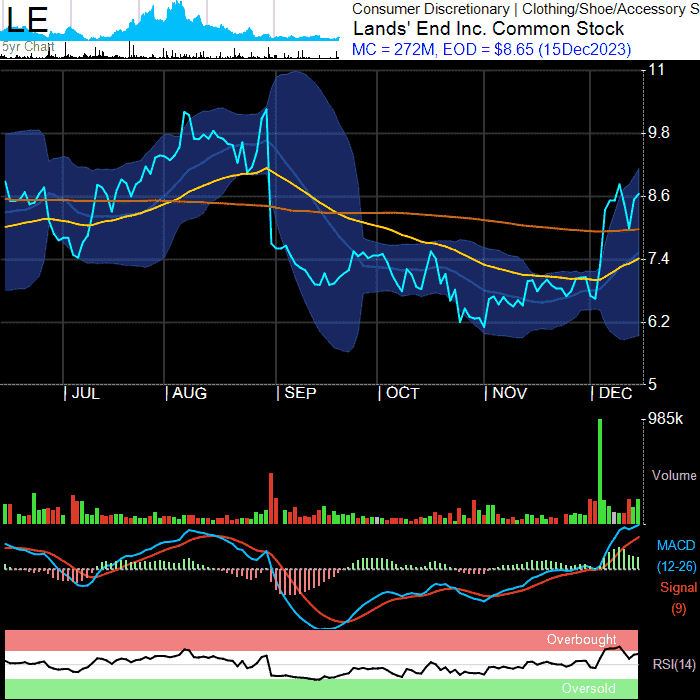 LE
5yr Chart
Consumer Discretionary | Clothing/Shoe/Accessory S
Lands' End Inc. Common Stock
MC = 272M, EOD = $8.65 (15Dec2023)
11
9.8
8.6
7.4
6.2
5
| JUL | AUG | SEP | OCT | NOV | DEC
985k
Volume
MACD
(12-26)
Signal
(9)
Overbought
RSI(14)
Oversold